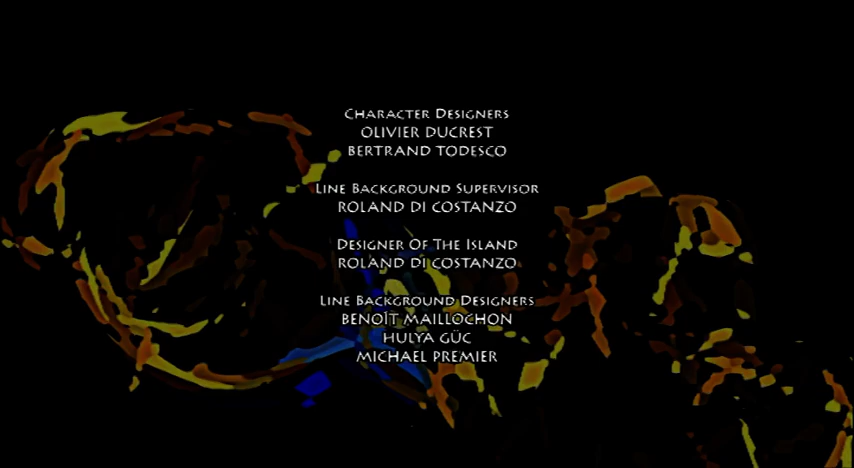 Character Designers
OLIVIER DUCREST
BERTRAND TODESCO
Line Background Supervisor
ROLAND DI COSTANZO
Designer Of The Island
ROLAND DI COSTANZO
Line Background Designers
BENOÎT MAILLOCHON
HULYA GÜC
MICHAEL PREMIER